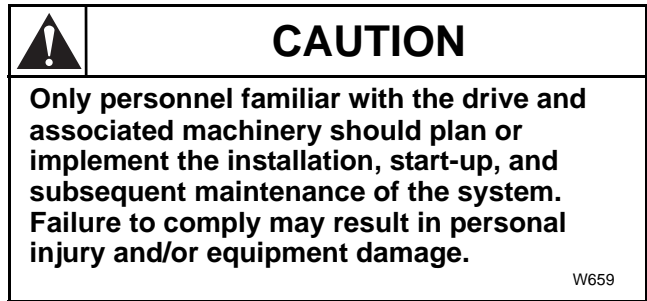 CAUTION
Only personnel familiar with the drive and
associated machinery should plan or
implement the installation, start-up, and
subsequent maintenance of the system.
Failure to comply may result in personal
injury and/or equipment damage.
W659